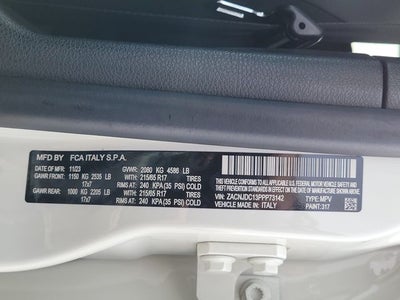 MFD BY FCA ITALY S.P.A.
DATE OF MFR: 11/23 GVWR: 2080 KG 4586 LB
GAWR FRONT: 1150 KG 2535 LB WITH: 215/65 R17 TIRES
17x7 RIMS AT: 240 KPA(35 PSI) COLD
GAWR REAR: 1000 KG 2205 LB WITH: 215/65 R17 TIRES
17x7 RIMS AT: 240 KPA(35 PSI) COLD
THIS VEHICLE CONFORMS TO ALL APPLICABLE U.S.A.
FEDERAL MOTOR VEHICLE SAFETY, BUMPER, AND THEFT PREVENTION
STANDARDS IN EFFECT ON THE DATE OF MANUFACTURE SHOWN ABOVE
VIN: ZACNJDC13PPP73142 TYPE: MPV
VEHICLE MADE IN: ITALY PAINT: 317